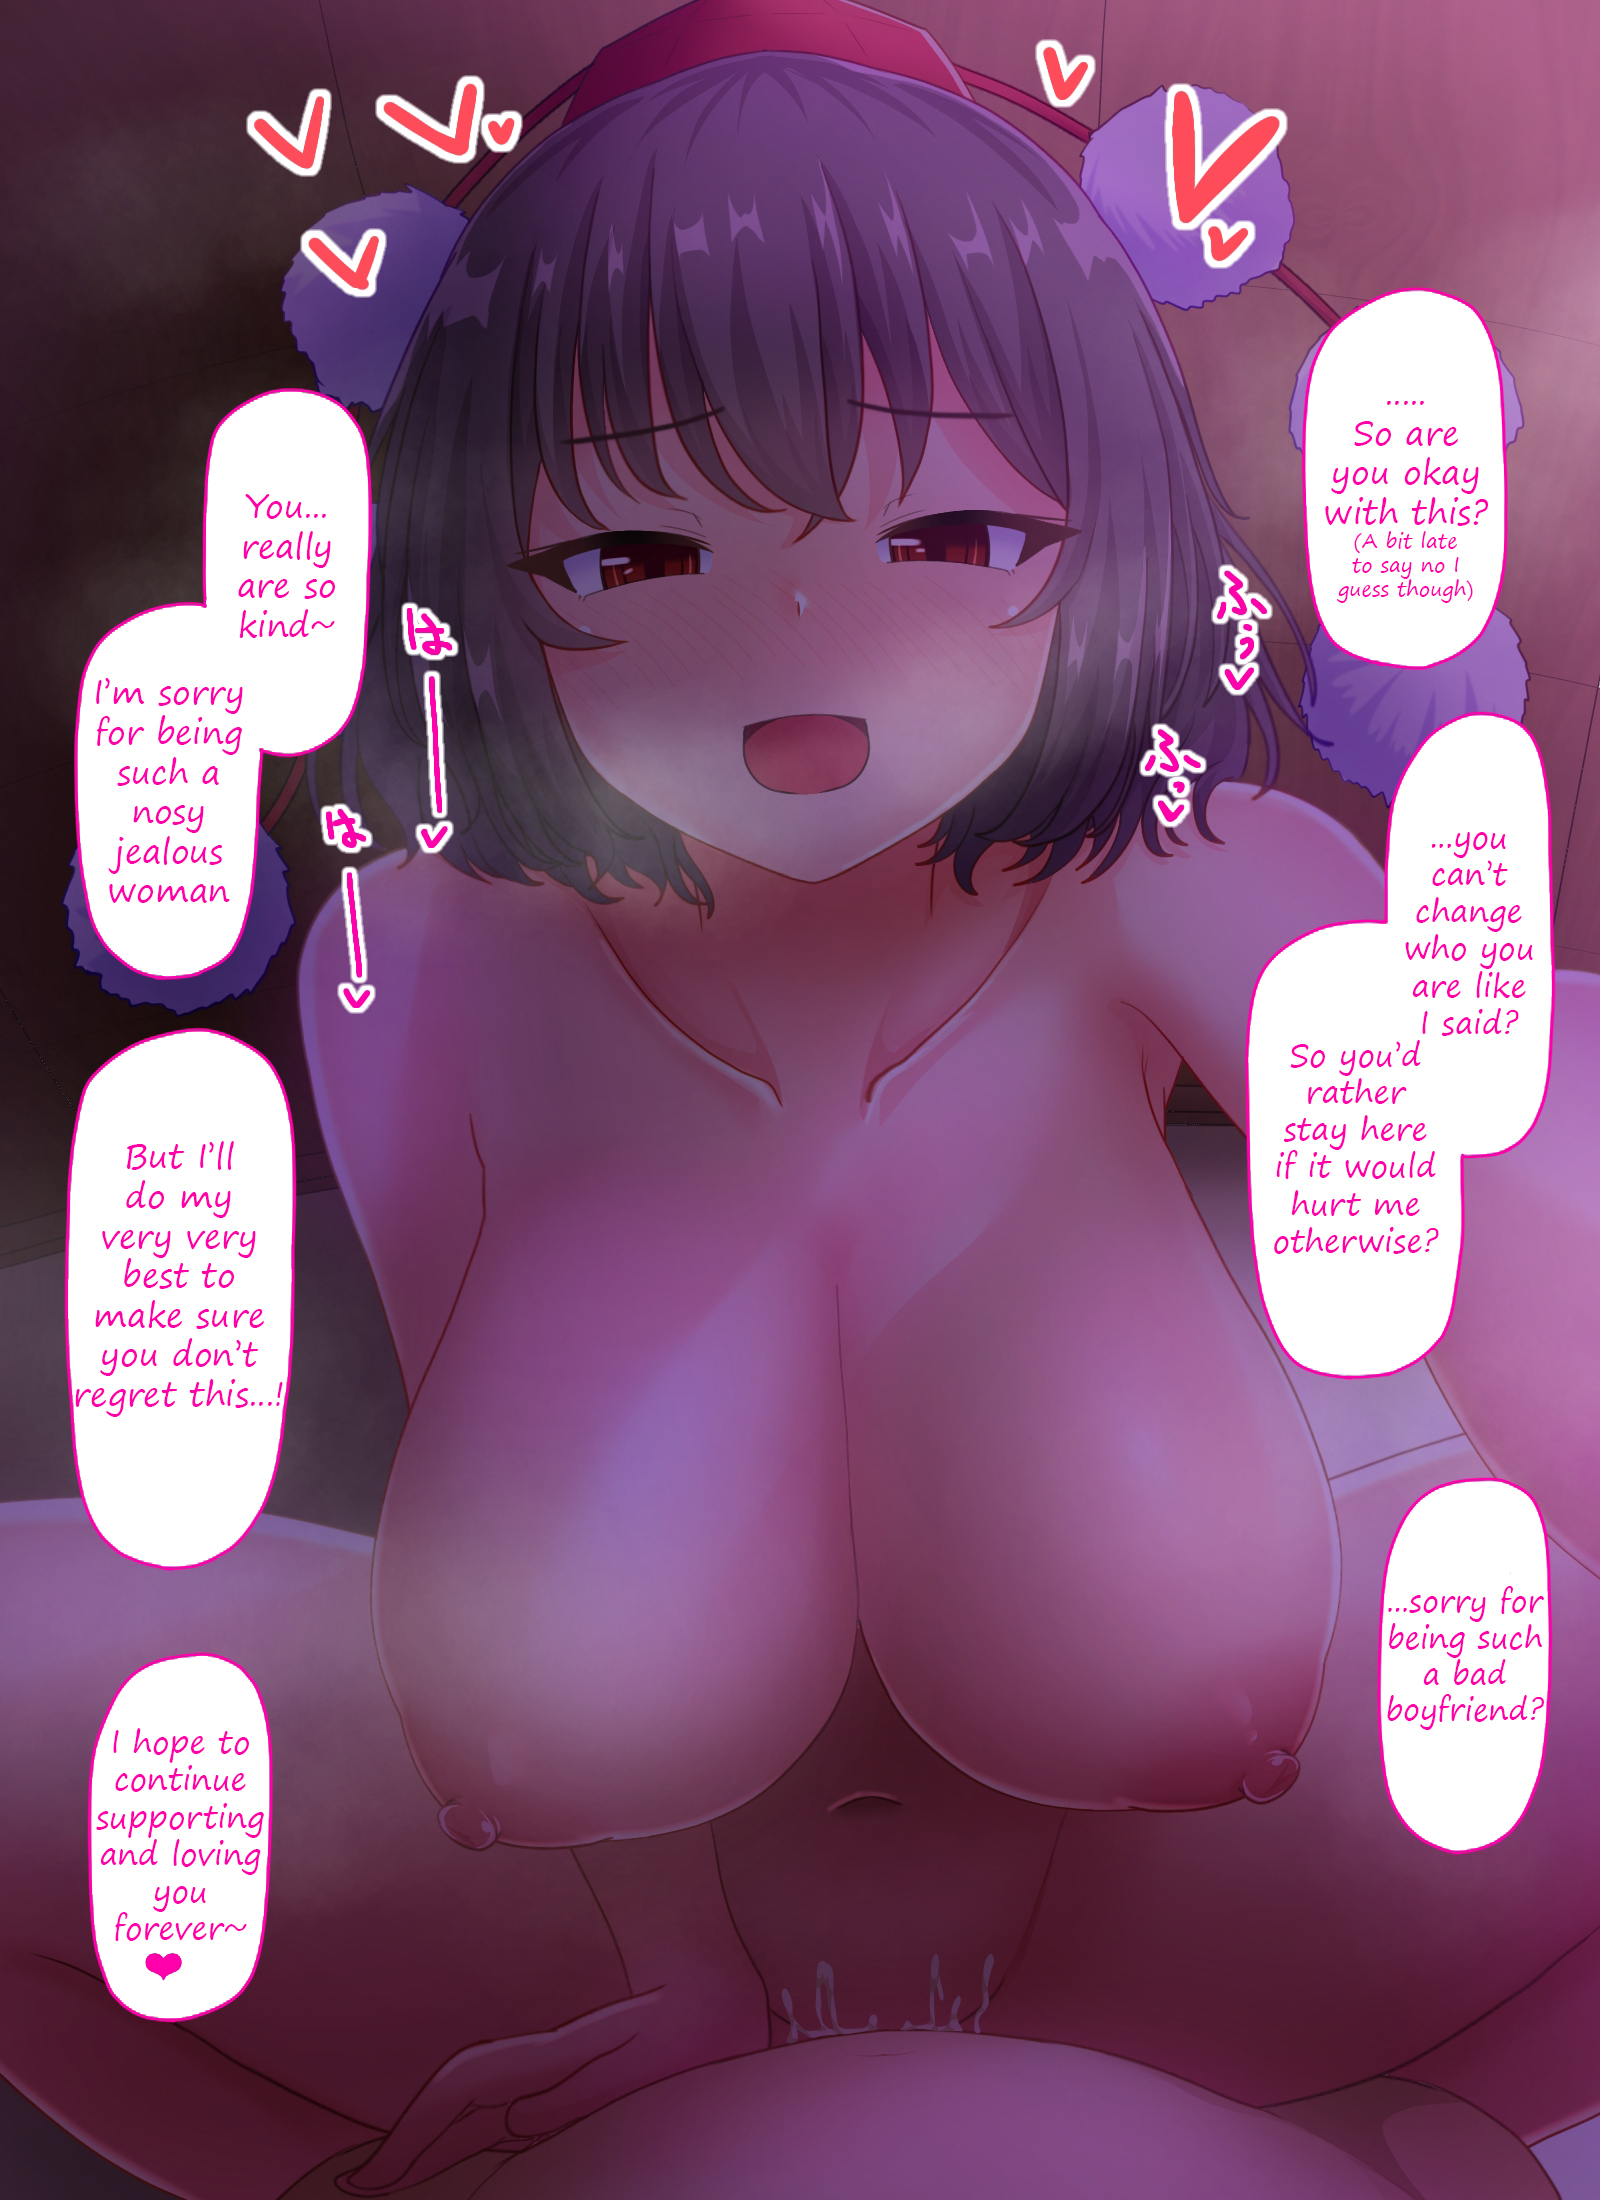 .....
So are
you okay
with this?
(A bit late
to say no I
guess though)
...you
can't
change
who you
are like
I said?
So you'd
rather
stay here
if it would
hurt me
otherwise?
...sorry for
being such
a bad
boyfriend?
You...
really
are so
kind~
I'm sorry
for being
such a
nosy
jealous
woman
But I'll
do my
very very
best to
make sure
you don't
regret this...!
I hope to
continue
supporting
and loving
you
forever~
❤
ふぅ
ふっ
はー
はー